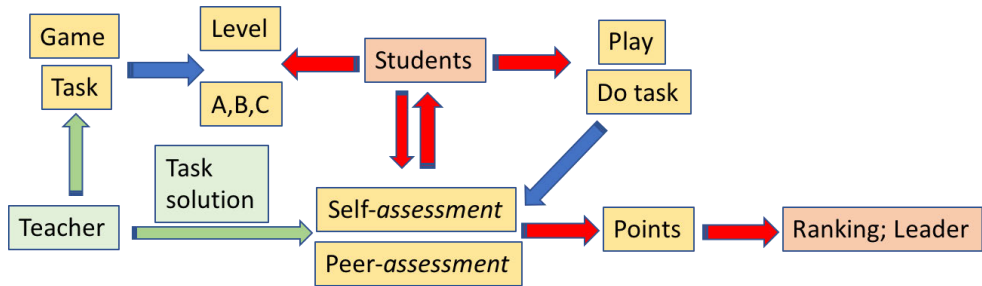 Game
Task
Level
A,B,C
Students
Play
Do task
Teacher
Task
solution
Self-assessment
Peer-assessment
Points
Ranking; Leader